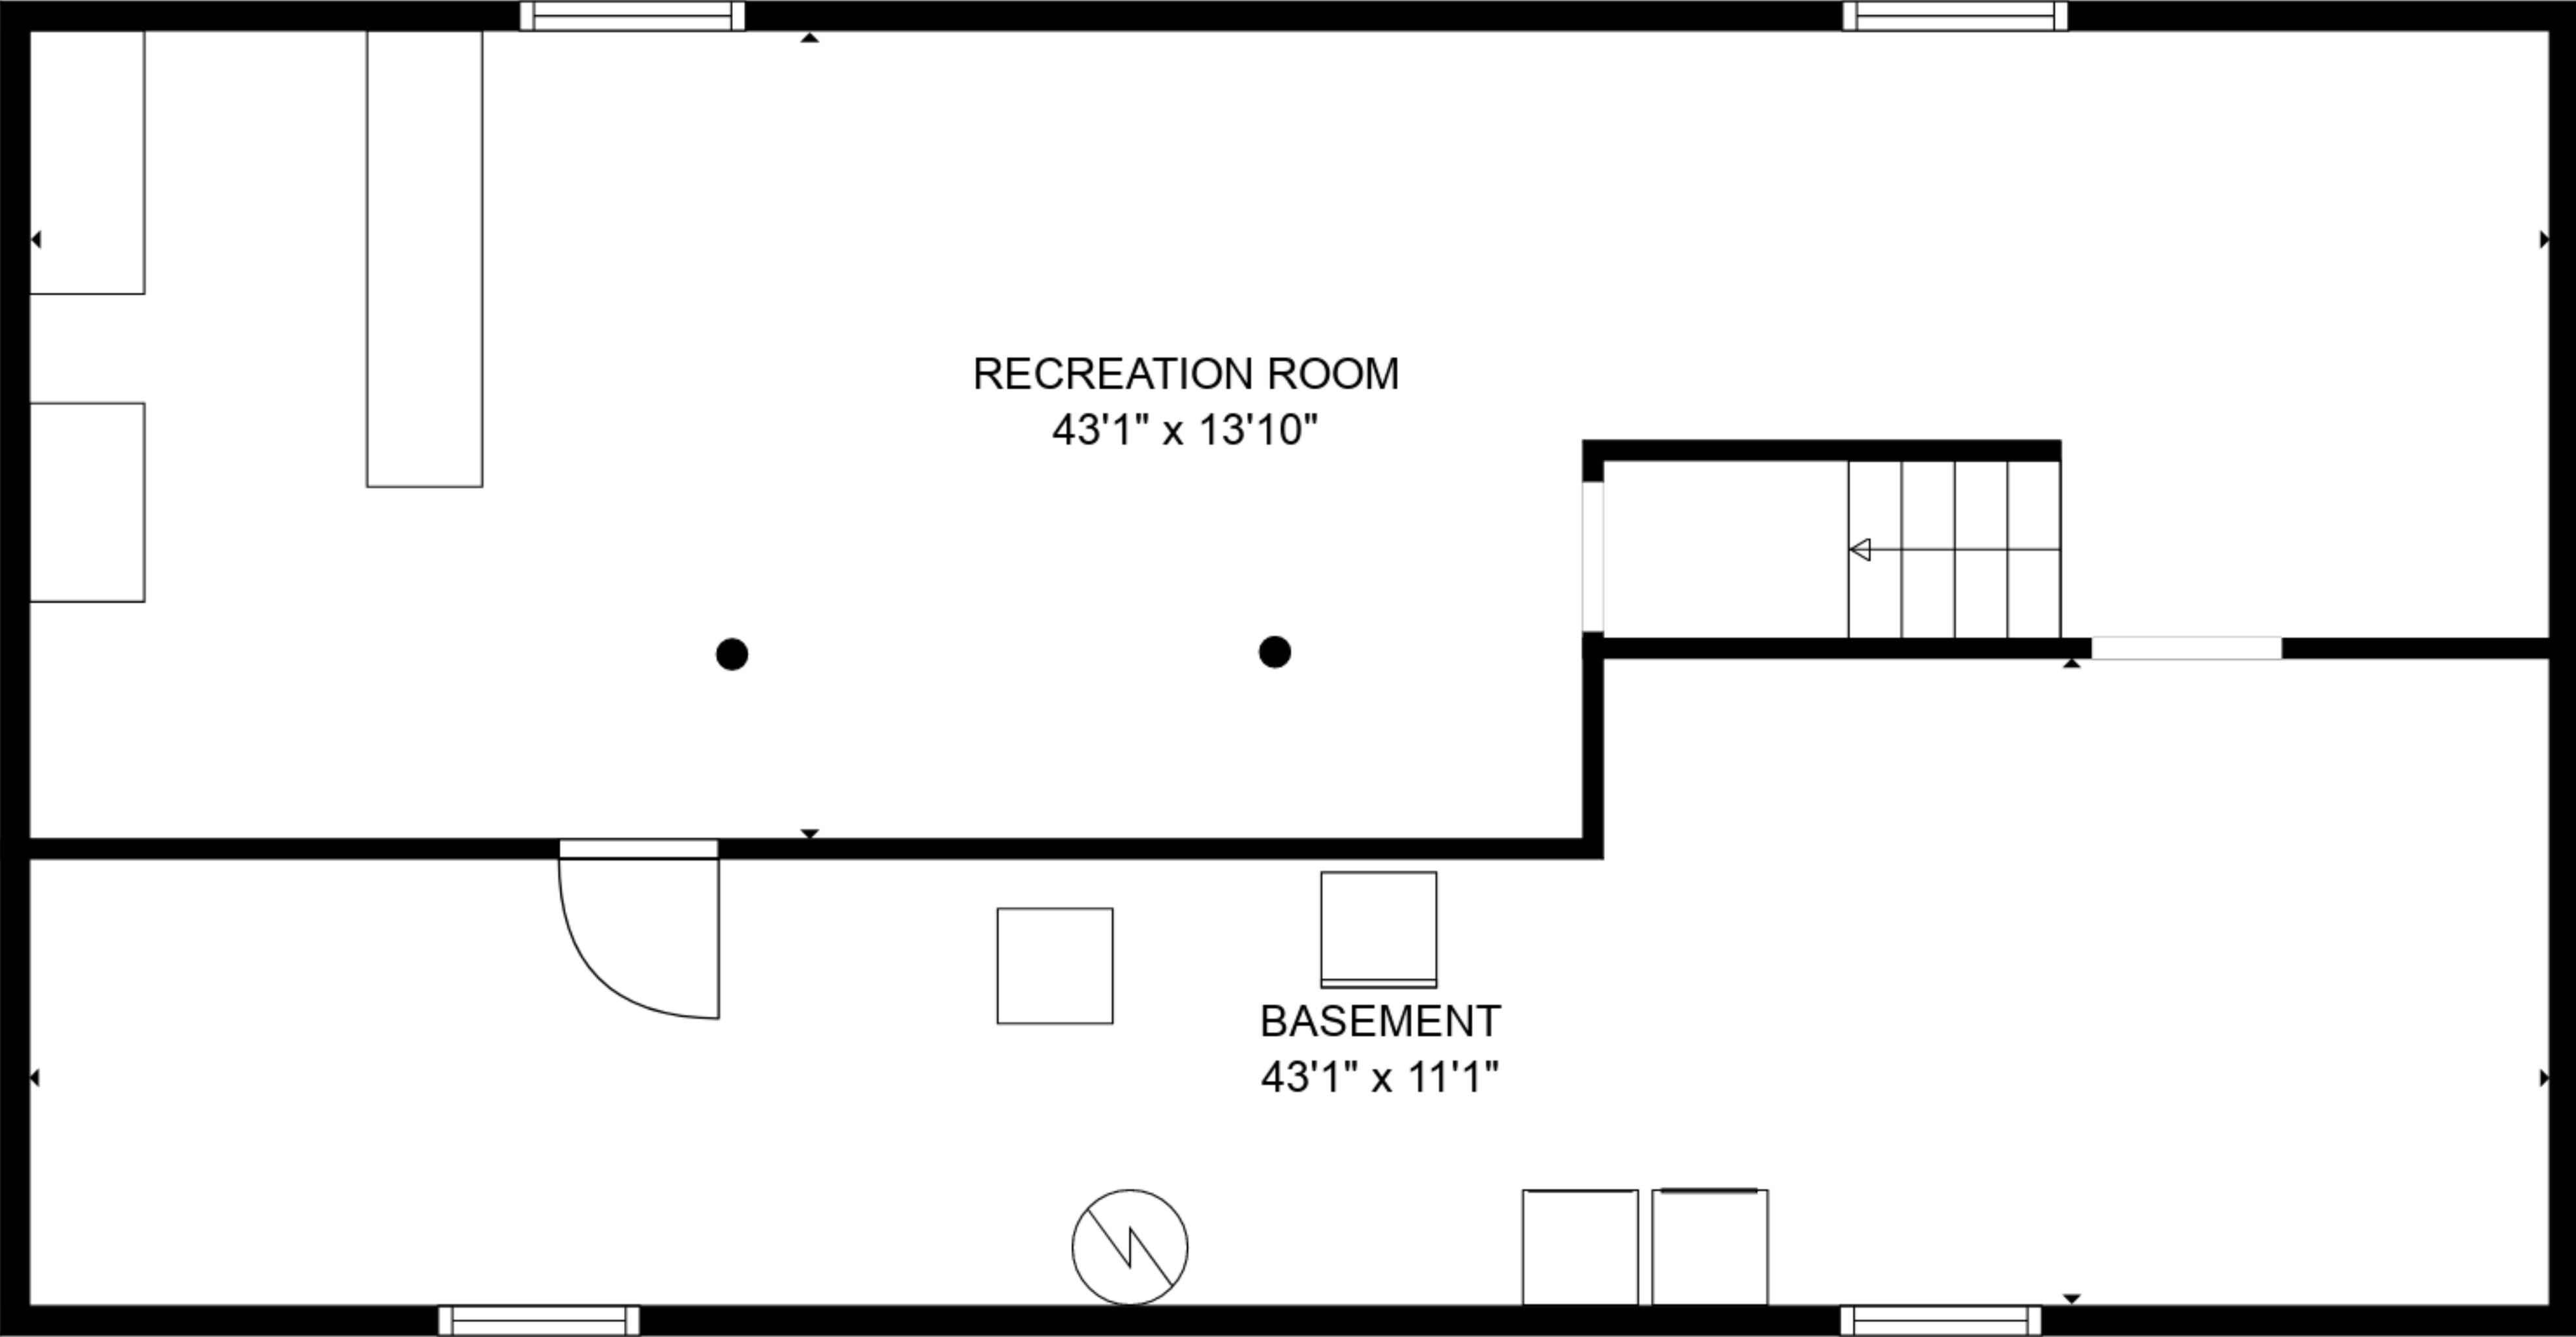 RECREATION ROOM
43'1" x 13'10"
BASEMENT
43'1" x 11'1"